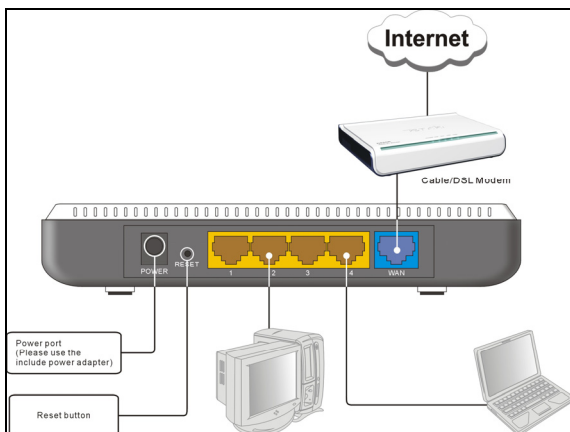 Internet
Cable/DSL Modem
POWER
RESET
1 2 3 4 WAN
Power port
(Please use the
include power adapter)
Reset button